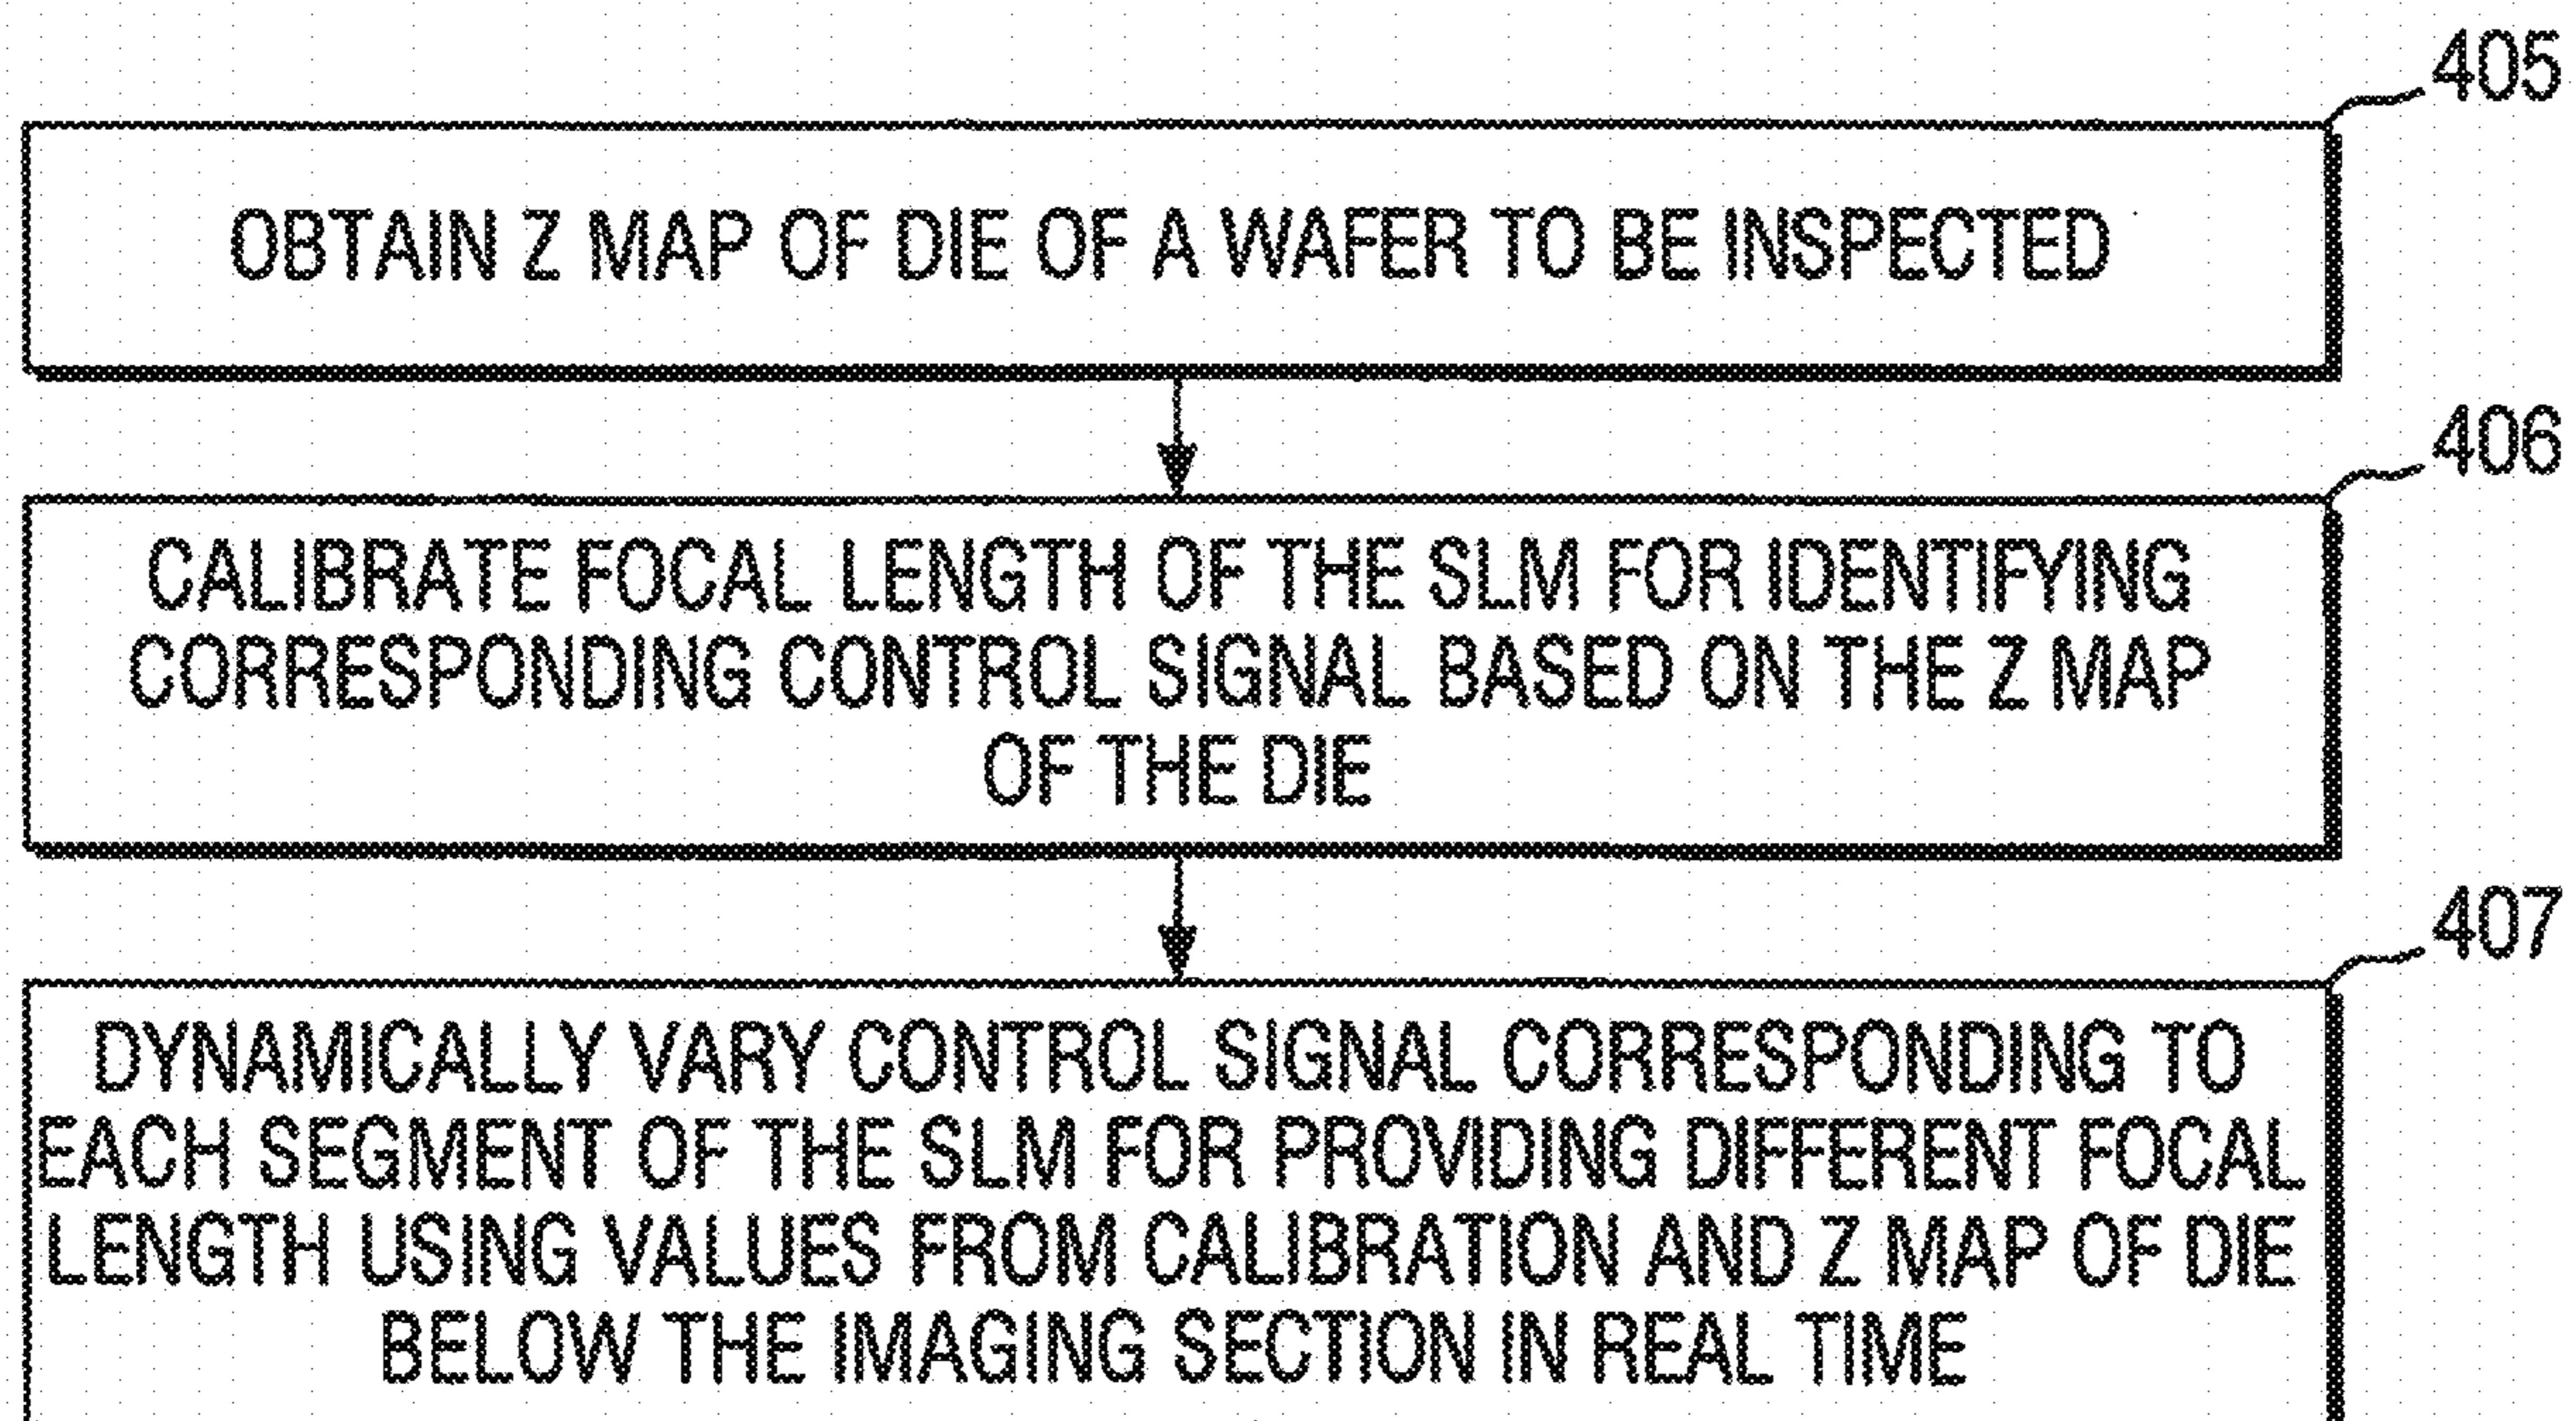 405
OBTAIN Z MAP OF DIE OF A WAFER TO BE INSPECTED
406
CALIBRATE FOCAL LENGTH OF THE SLM FOR IDENTIFYING
CORRESPONDING CONTROL SIGNAL BASED ON THE Z MAP
OF THE DIE
407
DYNAMICALLY VARY CONTROL SIGNAL CORRESPONDING TO
EACH SEGMENT OF THE SLM FOR PROVIDING DIFFERENT FOCAL
LENGTH USING VALUES FROM CALIBRATION AND Z MAP OF DIE
BELOW THE IMAGING SECTION IN REAL TIME